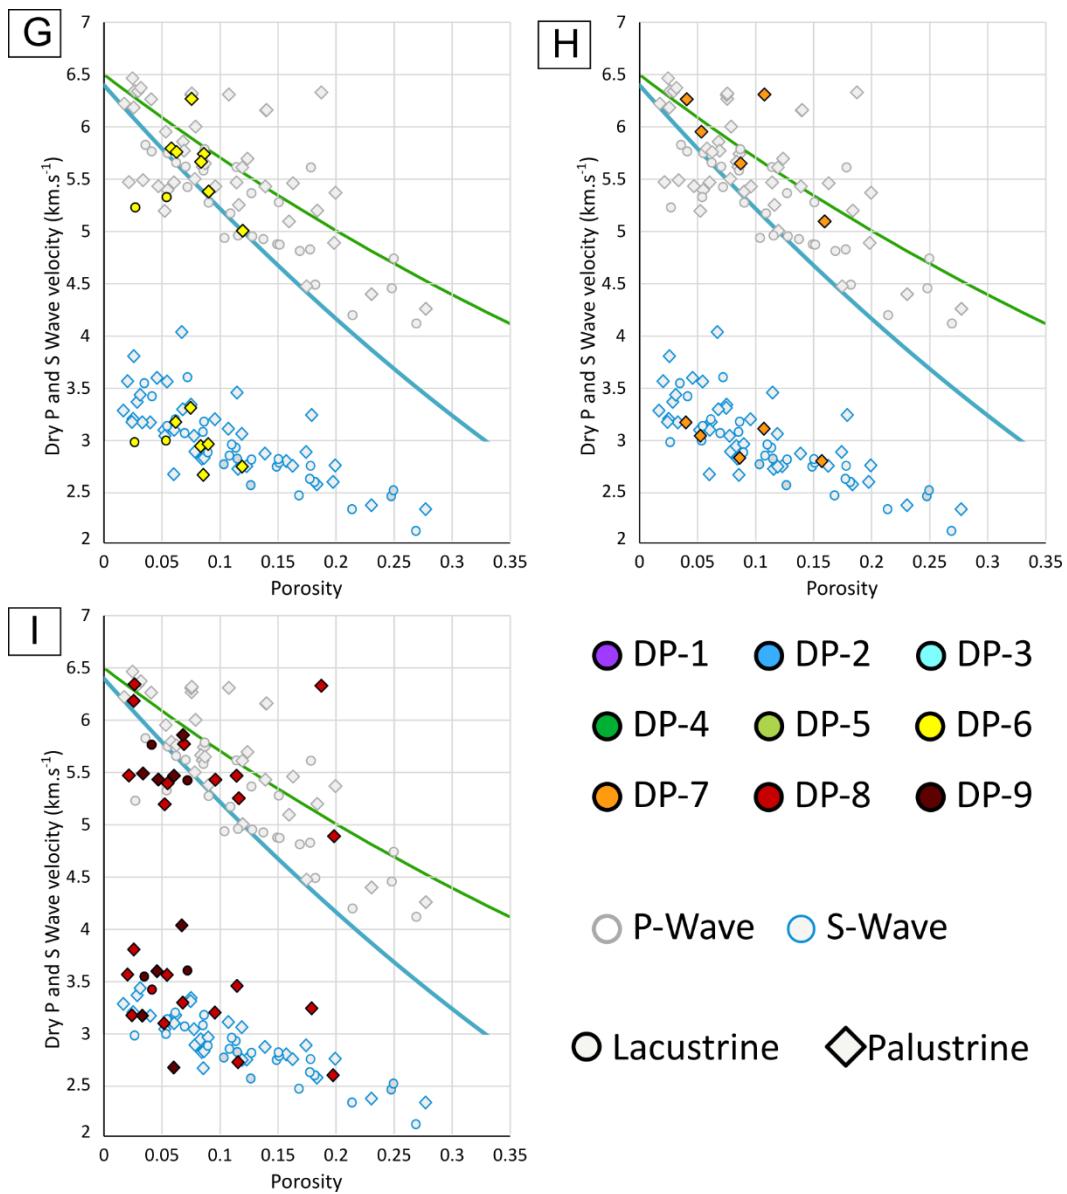 G
Dry P and S Wave velocity (km.s⁻¹)
7
6.5
6
5.5
5
4.5
4
3.5
3
2.5
2
0 0.05 0.1 0.15 0.2 0.25 0.3 0.35
Porosity
H
Dry P and S Wave velocity (km.s⁻¹)
7
6.5
6
5.5
5
4.5
4
3.5
3
2.5
2
0 0.05 0.1 0.15 0.2 0.25 0.3 0.35
Porosity
I
Dry P and S Wave velocity (km.s⁻¹)
7
6.5
6
5.5
5
4.5
4
3.5
3
2.5
2
0 0.05 0.1 0.15 0.2 0.25 0.3 0.35
Porosity
DP-1 DP-2 DP-3
DP-4 DP-5 DP-6
DP-7 DP-8 DP-9
P-Wave S-Wave
Lacustrine Palustrine